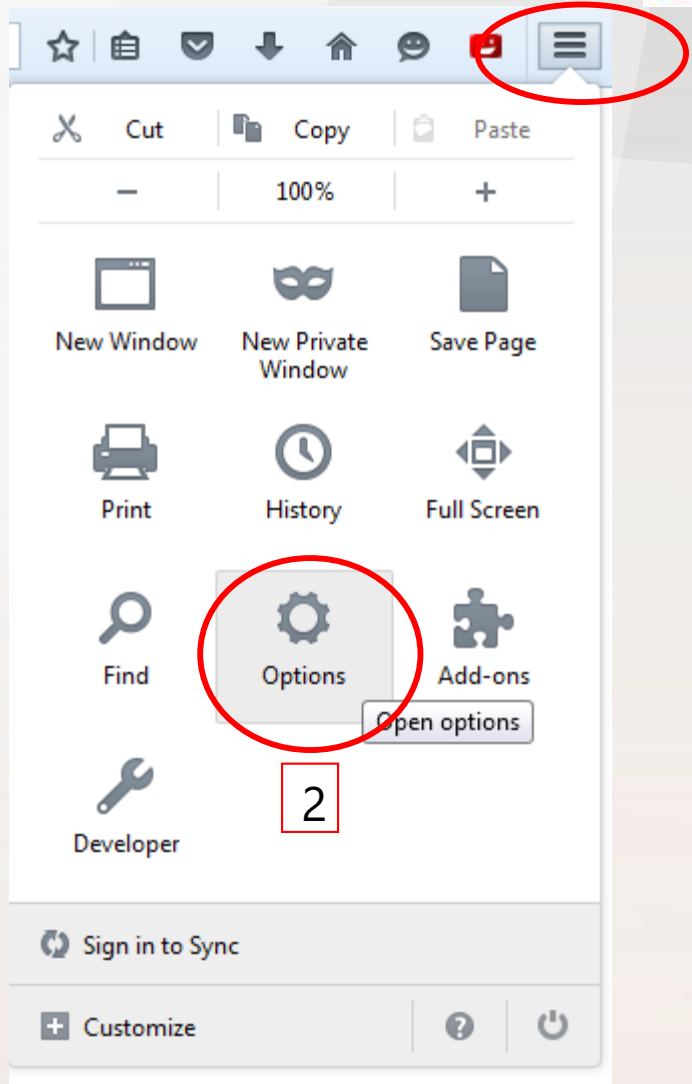 Cut Copy Paste
− 100% +
New Window New Private Window Save Page
Print History Full Screen
Find Options Add-ons
Open options
2
Developer
Sign in to Sync
Customize